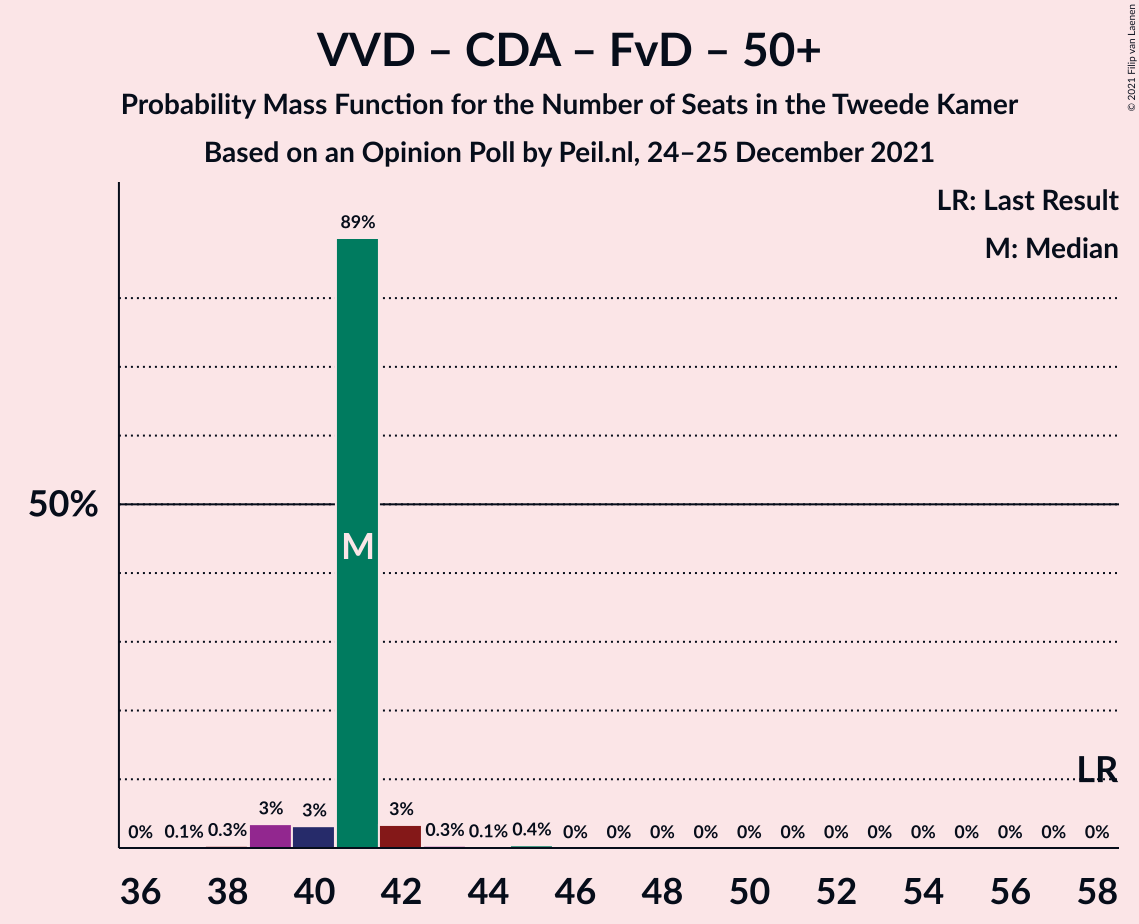 VVD – CDA – FvD – 50+
Probability Mass Function for the Number of Seats in the Tweede Kamer
Based on an Opinion Poll by Peil.nl, 24–25 December 2021
© 2021 Filip van Laenen
LR: Last Result
M: Median
89%
50%
M
LR
0% 0.1% 0.3% 3% 3% 3% 0.3% 0.1% 0.4% 0% 0% 0% 0% 0% 0% 0% 0% 0% 0% 0% 0% 0%
36 38 40 42 44 46 48 50 52 54 56 58